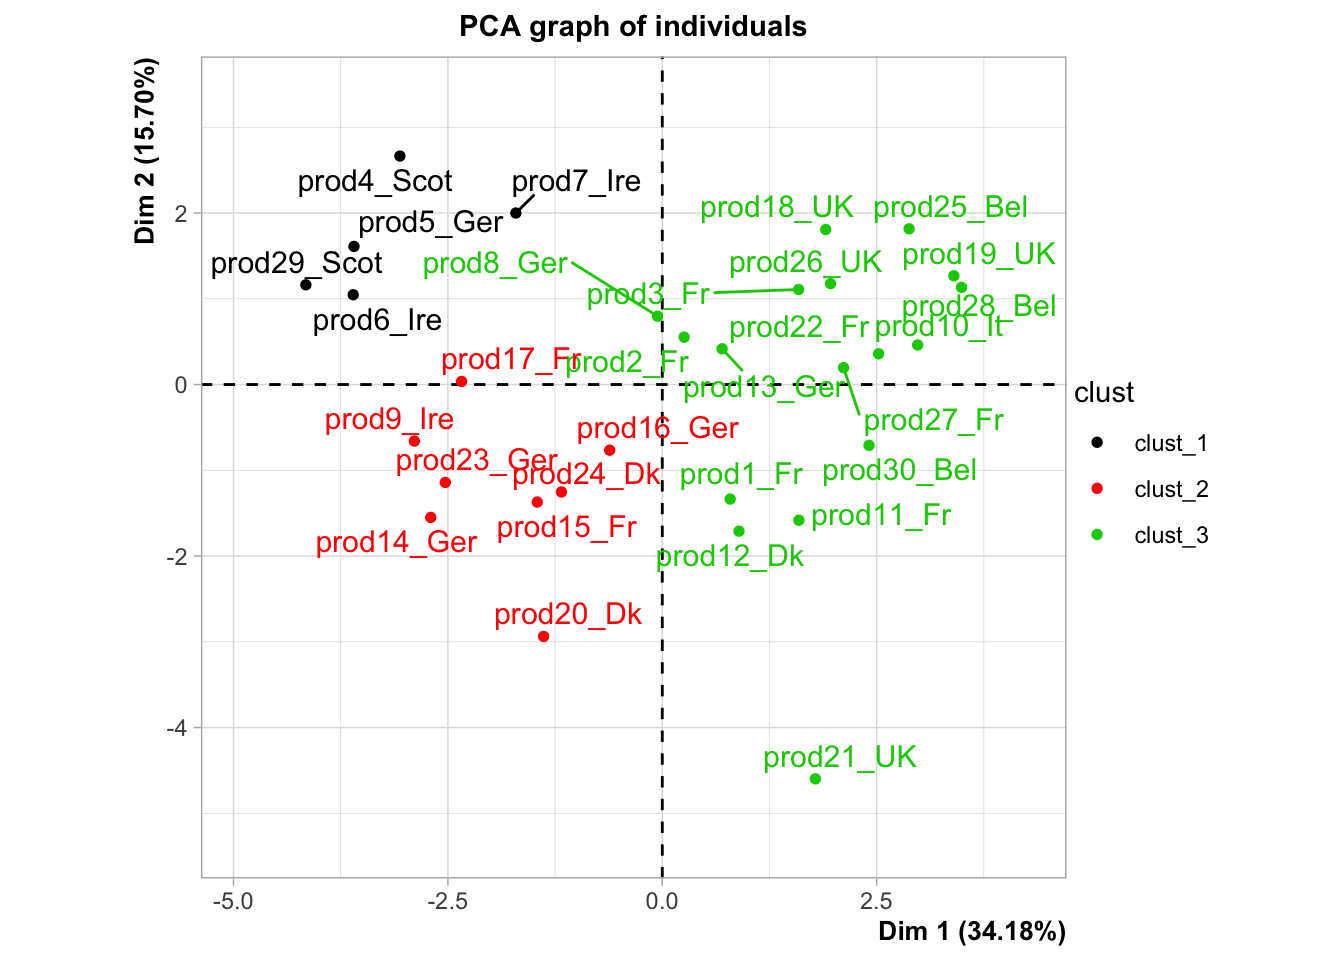 PCA graph of individuals
Dim 2 (15.70%)
prod4_Scot
prod7_Ire
prod5_Ger
prod18_UK
prod25_Bel
prod29_Scot
prod8_Ger
prod26_UK
prod19_UK
prod3_Fr
prod28_Bel
prod6_Ire
prod22_Fr
prod10_It
prod17_Fr
prod2_Fr
prod13_Ger
prod9_Ire
prod16_Ger
prod27_Fr
prod23_Ger
prod24_Dk
prod1_Fr
prod30_Bel
prod15_Fr
prod11_Fr
prod14_Ger
prod12_Dk
prod20_Dk
prod21_UK
2
0
-2
-4
-5.0
-2.5
0.0
2.5
Dim 1 (34.18%)
clust
clust_1
clust_2
clust_3